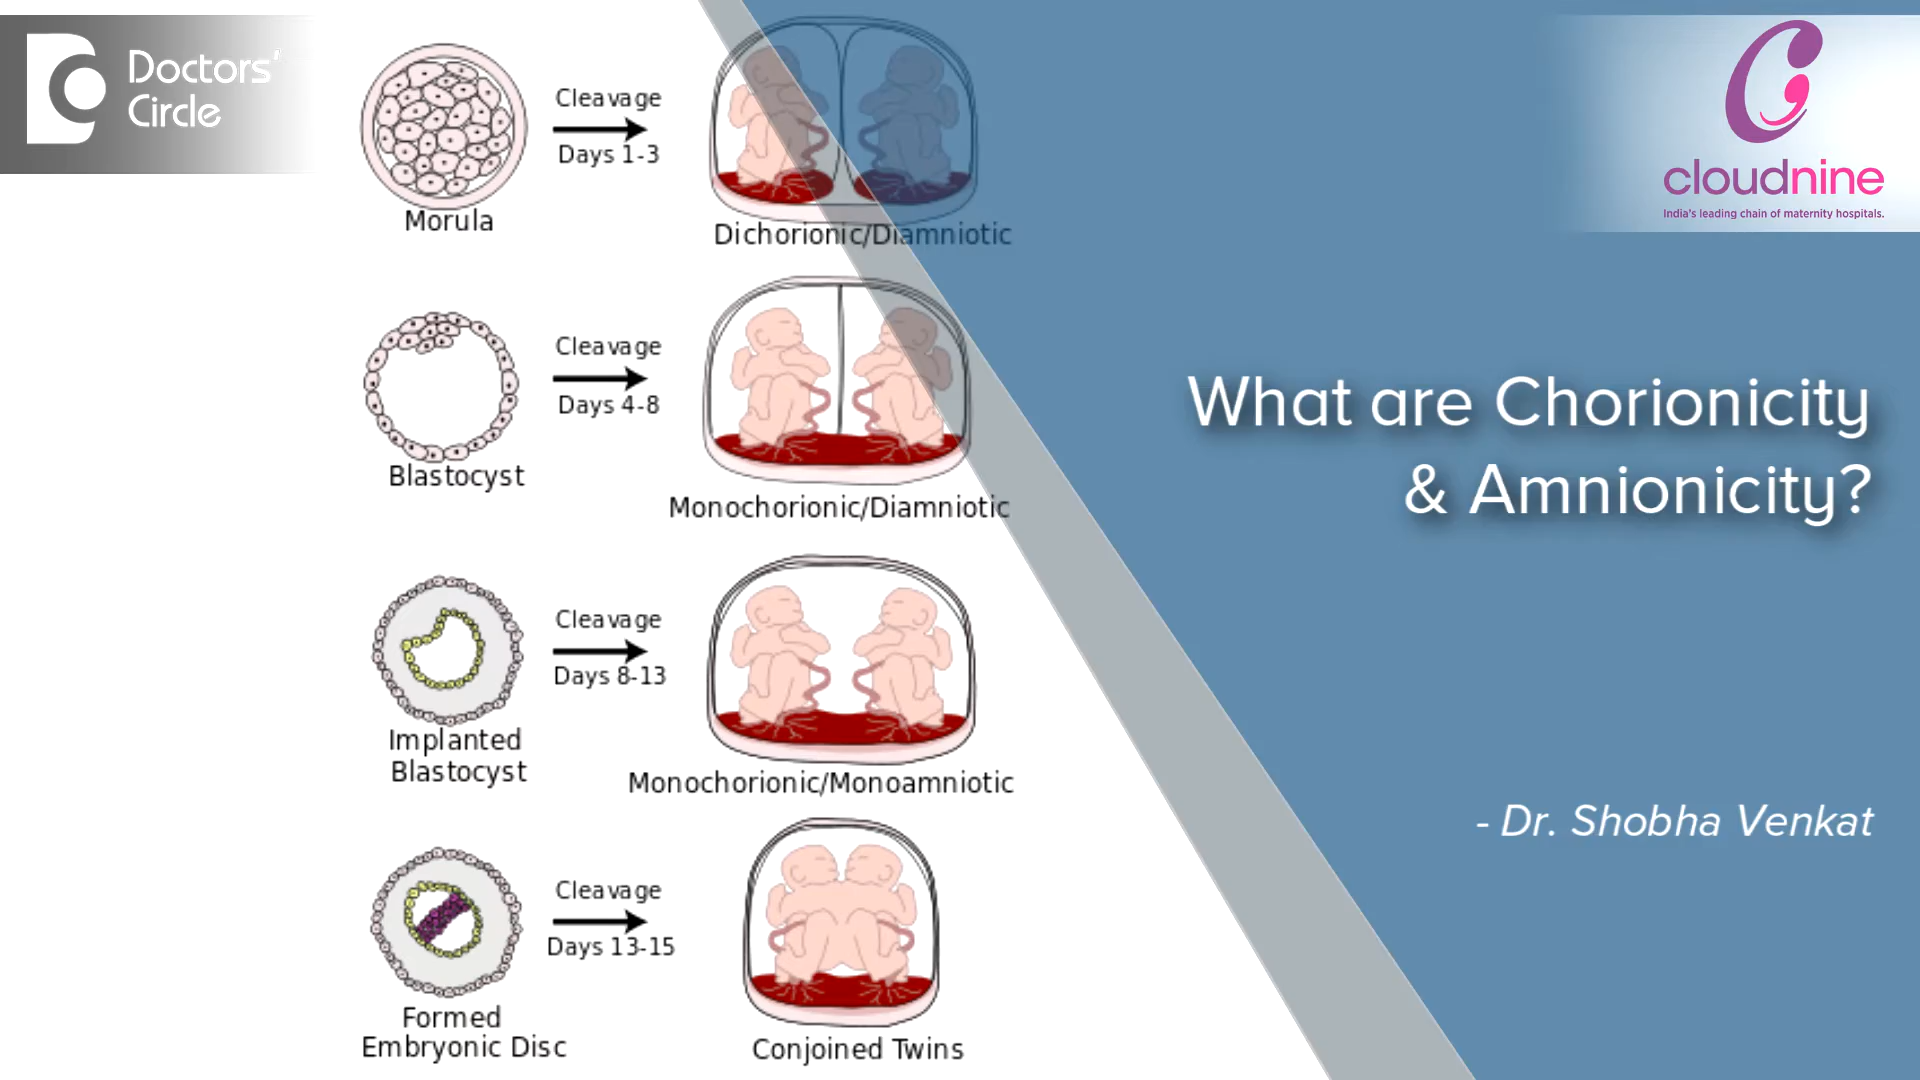 Doctors'
Circle
Cleavage
Days 1-3
Morula
Dichorionic/Diamniotic
Cleavage
Days 4-8
Blastocyst
Monochorionic/Diamniotic
Cleavage
Days 8-13
Implanted
Blastocyst
Monochorionic/Monoamniotic
Cleavage
Days 13-15
Formed
Embryonic Disc
Conjoined Twins
cloudnine
India's leading chain of maternity hospitals.
What are Chorionicity
& Amnionicity?
- Dr. Shobha Venkat